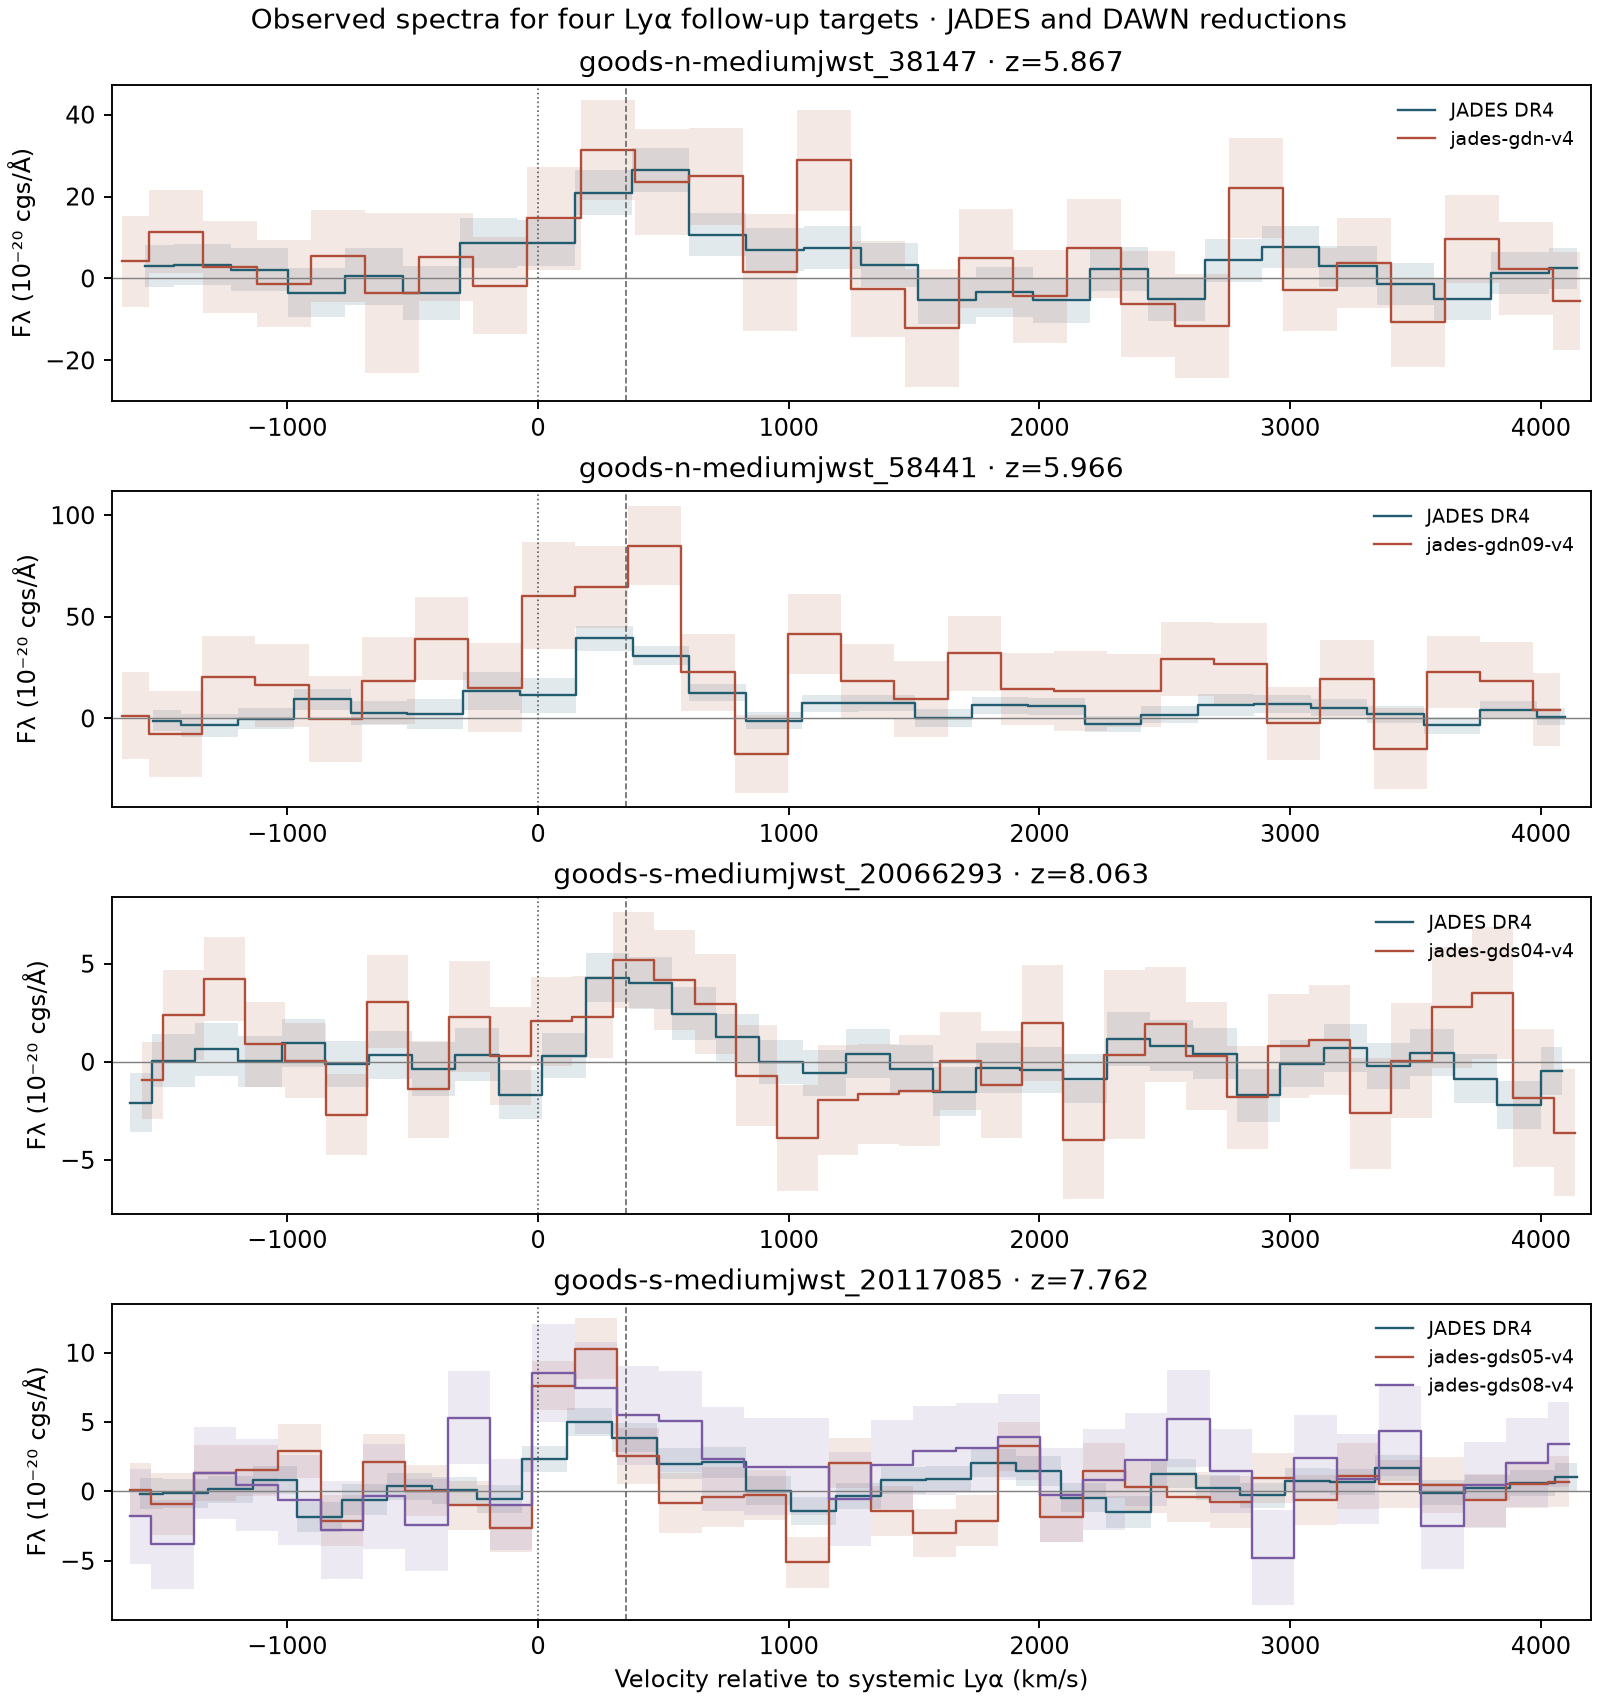 Observed spectra for four Lyα follow-up targets · JADES and DAWN reductions
goods-n-mediumjwst_38147 · z=5.867
Fλ (10⁻²⁰ cgs/Å)
40
20
0
−20
JADES DR4
jades-gdn-v4
−1000 0 1000 2000 3000 4000
goods-n-mediumjwst_58441 · z=5.966
Fλ (10⁻²⁰ cgs/Å)
100
50
0
JADES DR4
jades-gdn09-v4
−1000 0 1000 2000 3000 4000
goods-s-mediumjwst_20066293 · z=8.063
Fλ (10⁻²⁰ cgs/Å)
5
0
−5
JADES DR4
jades-gds04-v4
−1000 0 1000 2000 3000 4000
goods-s-mediumjwst_20117085 · z=7.762
Fλ (10⁻²⁰ cgs/Å)
10
5
0
−5
JADES DR4
jades-gds05-v4
jades-gds08-v4
−1000 0 1000 2000 3000 4000
Velocity relative to systemic Lyα (km/s)